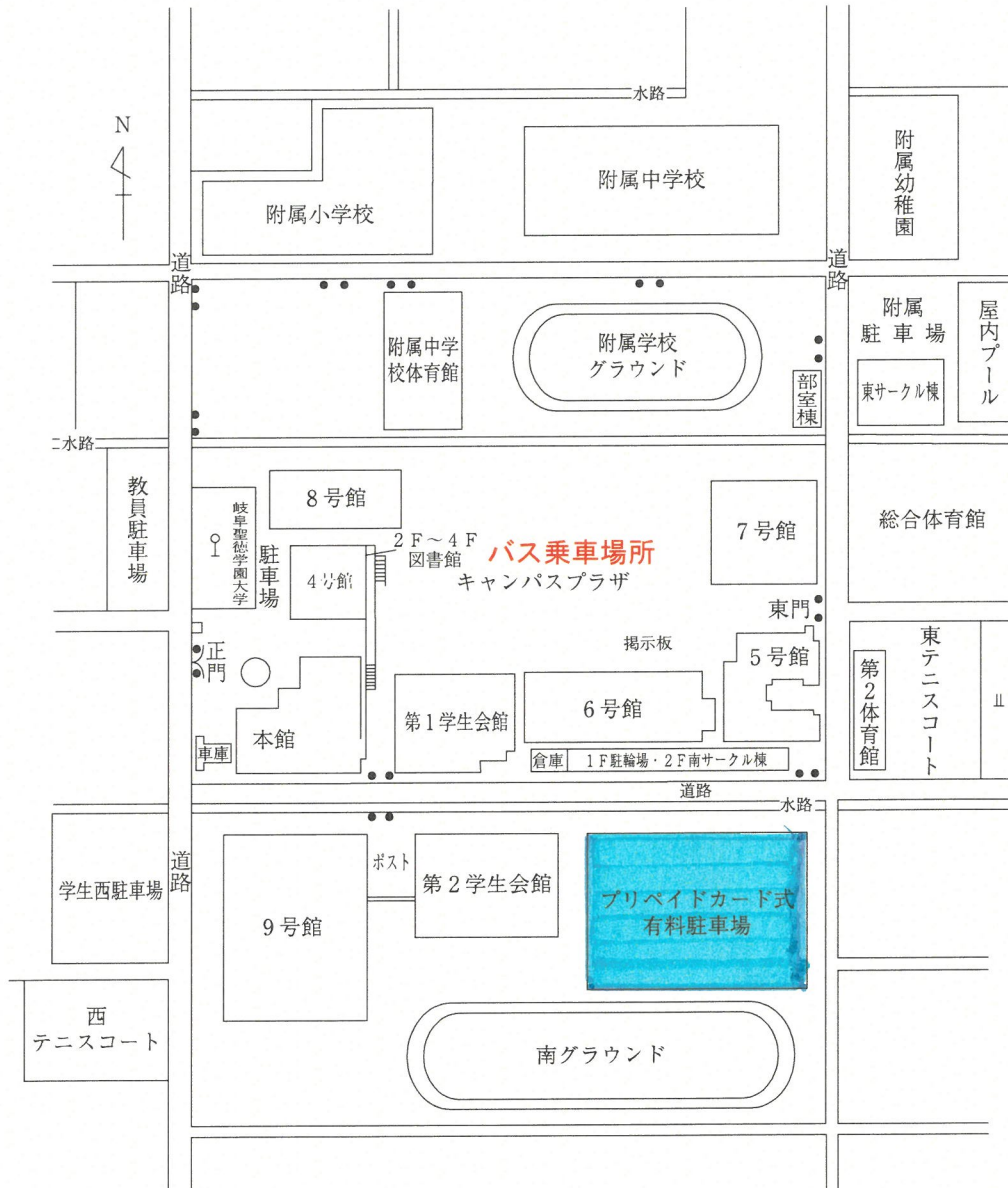 水路
N
附属小学校
附属中学校
附属幼稚園
道路
道路
附属中学
校体育館
附属学校
グラウンド
部室棟
附属
駐車場
屋内プール
東サークル棟
水路
教員駐車場
岐阜聖徳学園大学
駐車場
8号館
4号館
2F～4F
図書館
バス乗車場所
キャンパスプラザ
7号館
総合体育館
東門
正門
掲示板
5号館
本館
車庫
第1学生会館
6号館
倉庫
1F駐輪場・2F南サークル棟
第2体育館
東テニスコート
道路
水路
学生西駐車場
道路
9号館
ポスト
第2学生会館
プリペイドカード式
有料駐車場
西
テニスコート
南グラウンド